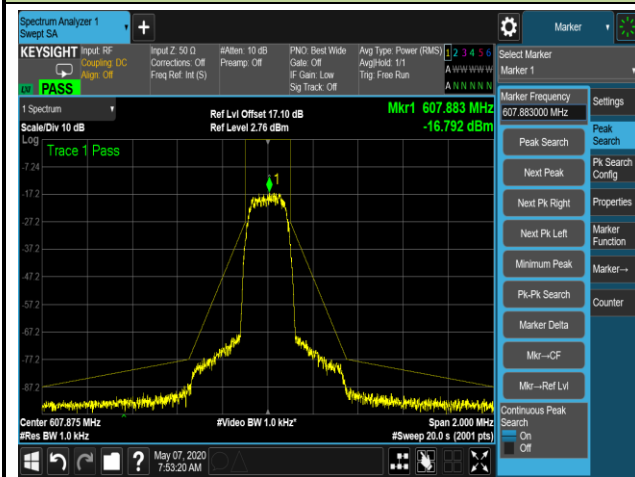 Spectrum Analyzer 1
Swept SA
+
Marker
KEYSIGHT Input: RF
Coupling: DC
Align: Off
Input Z: 50 Ω
Corrections: Off
Freq Ref: Int (S)
#Atten: 10 dB
Preamp: Off
PNO: Best Wide
Gate: Off
IF Gain: Low
Sig Track: Off
Avg Type: Power (RMS)
Avg|Hold: 1/1
Trig: Free Run
1 2 3 4 5 6
A W W W W W
A N N N N N
LXI PASS
Select Marker
Marker 1
1 Spectrum
Scale/Div 10 dB
Ref Lvl Offset 17.10 dB
Ref Level 2.76 dBm
Mkr1 607.883 MHz
-16.792 dBm
Log
Trace 1 Pass
1
-7.24
-17.2
-27.2
-37.2
-47.2
-57.2
-67.2
-77.2
-87.2
Center 607.875 MHz
#Res BW 1.0 kHz
#Video BW 1.0 kHz*
Span 2.000 MHz
#Sweep 20.0 s (2001 pts)
Marker Frequency
607.883000 MHz
Peak Search
Next Peak
Next Pk Right
Next Pk Left
Minimum Peak
Pk-Pk Search
Marker Delta
Mkr→CF
Mkr→Ref Lvl
Continuous Peak
Search
On
Off
Settings
Peak
Search
Pk Search
Config
Properties
Marker
Function
Marker→
Counter
?
May 07, 2020
7:53:20 AM